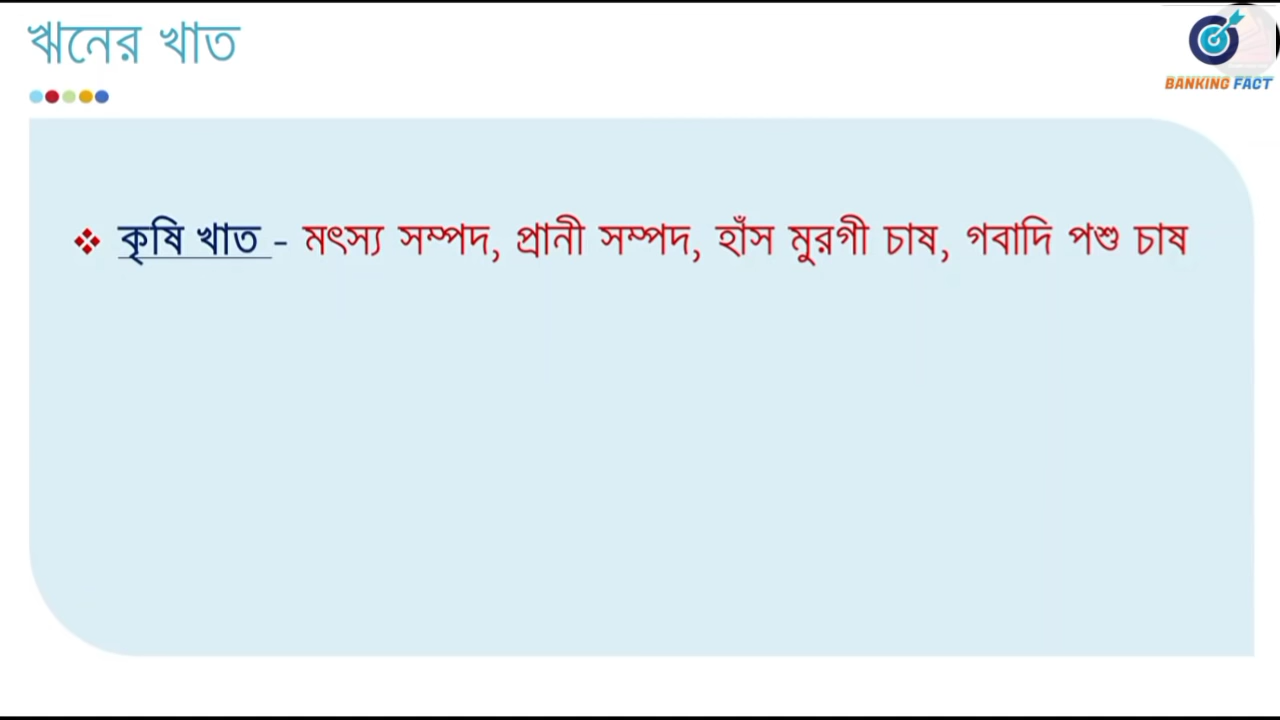 ঋনের খাত
BANKING FACT
❖ কৃষি খাত - মৎস্য সম্পদ, প্রানী সম্পদ, হাঁস মুরগী চাষ, গবাদি পশু চাষ